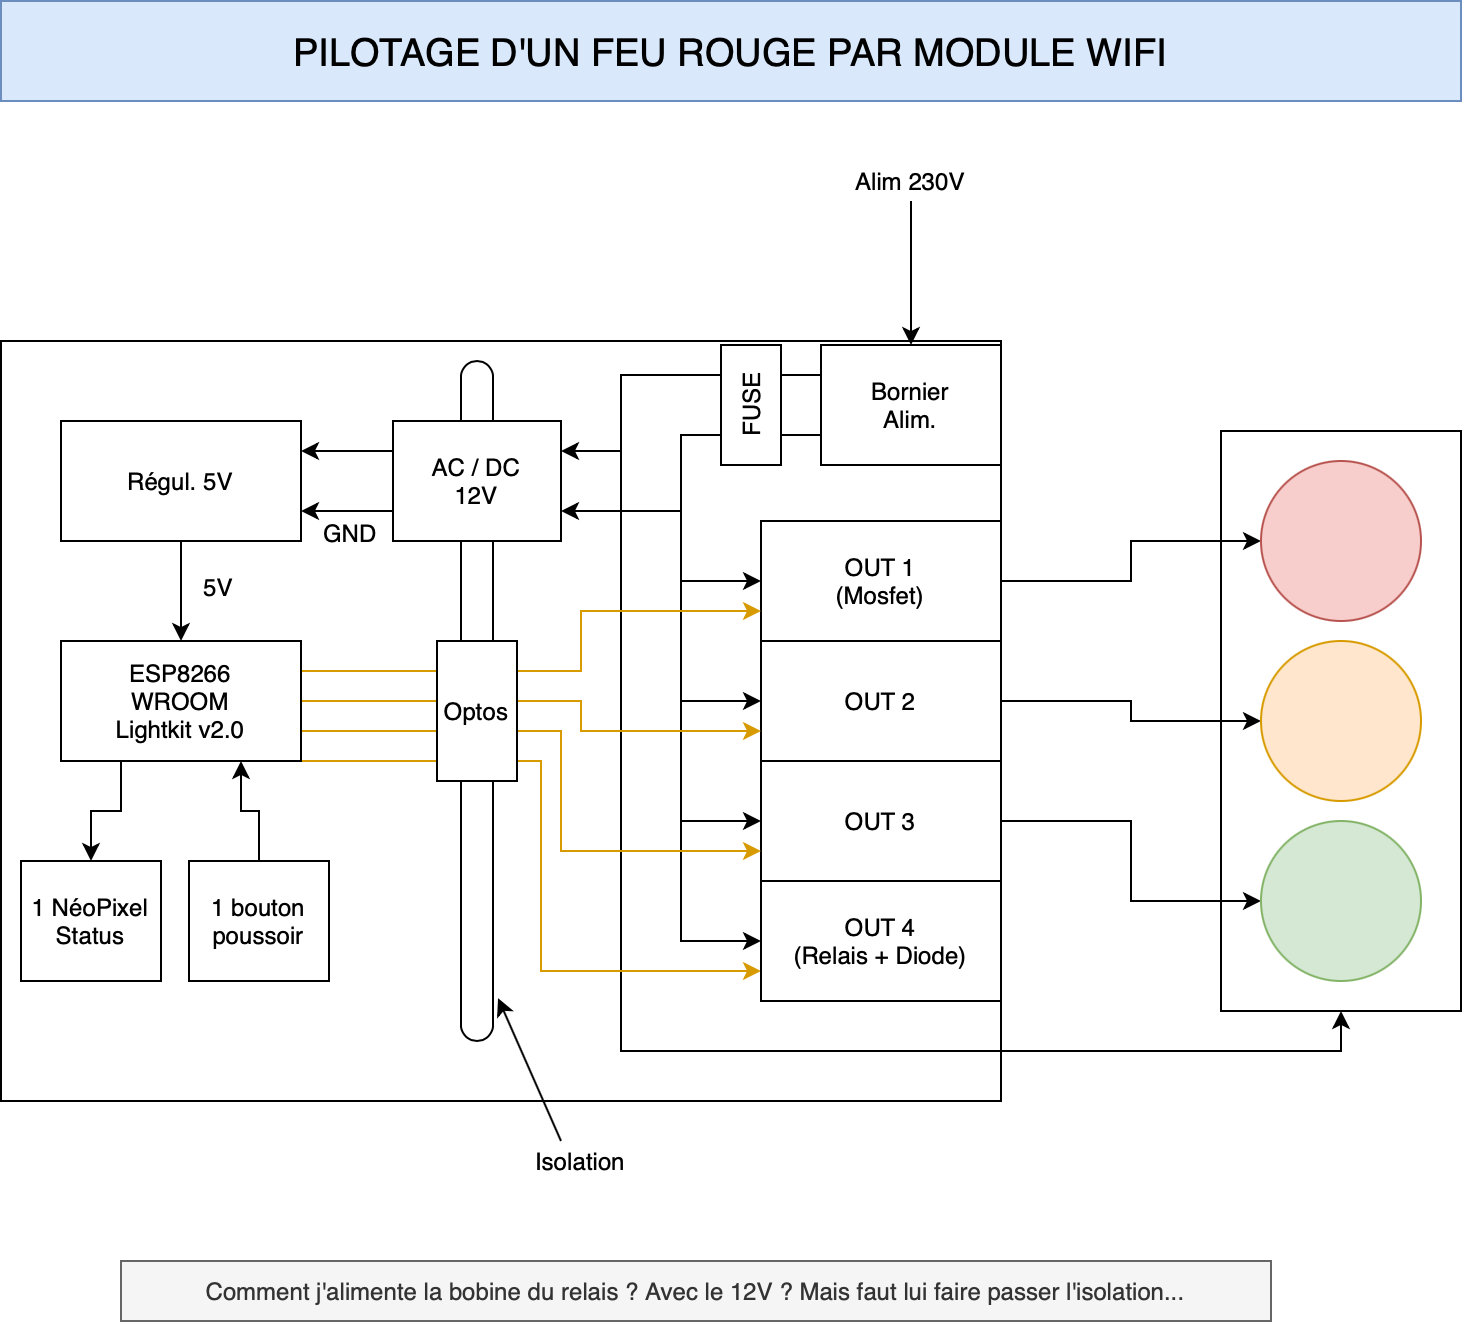 PILOTAGE D'UN FEU ROUGE PAR MODULE WIFI
Alim 230V
FUSE
Bornier
Alim.
Régul. 5V
AC / DC
12V
GND
5V
OUT 1
(Mosfet)
ESP8266
WROOM
Lightkit v2.0
Optos
OUT 2
OUT 3
1 NéoPixel
Status
1 bouton
poussoir
OUT 4
(Relais + Diode)
Isolation
Comment j'alimente la bobine du relais ? Avec le 12V ? Mais faut lui faire passer l'isolation...